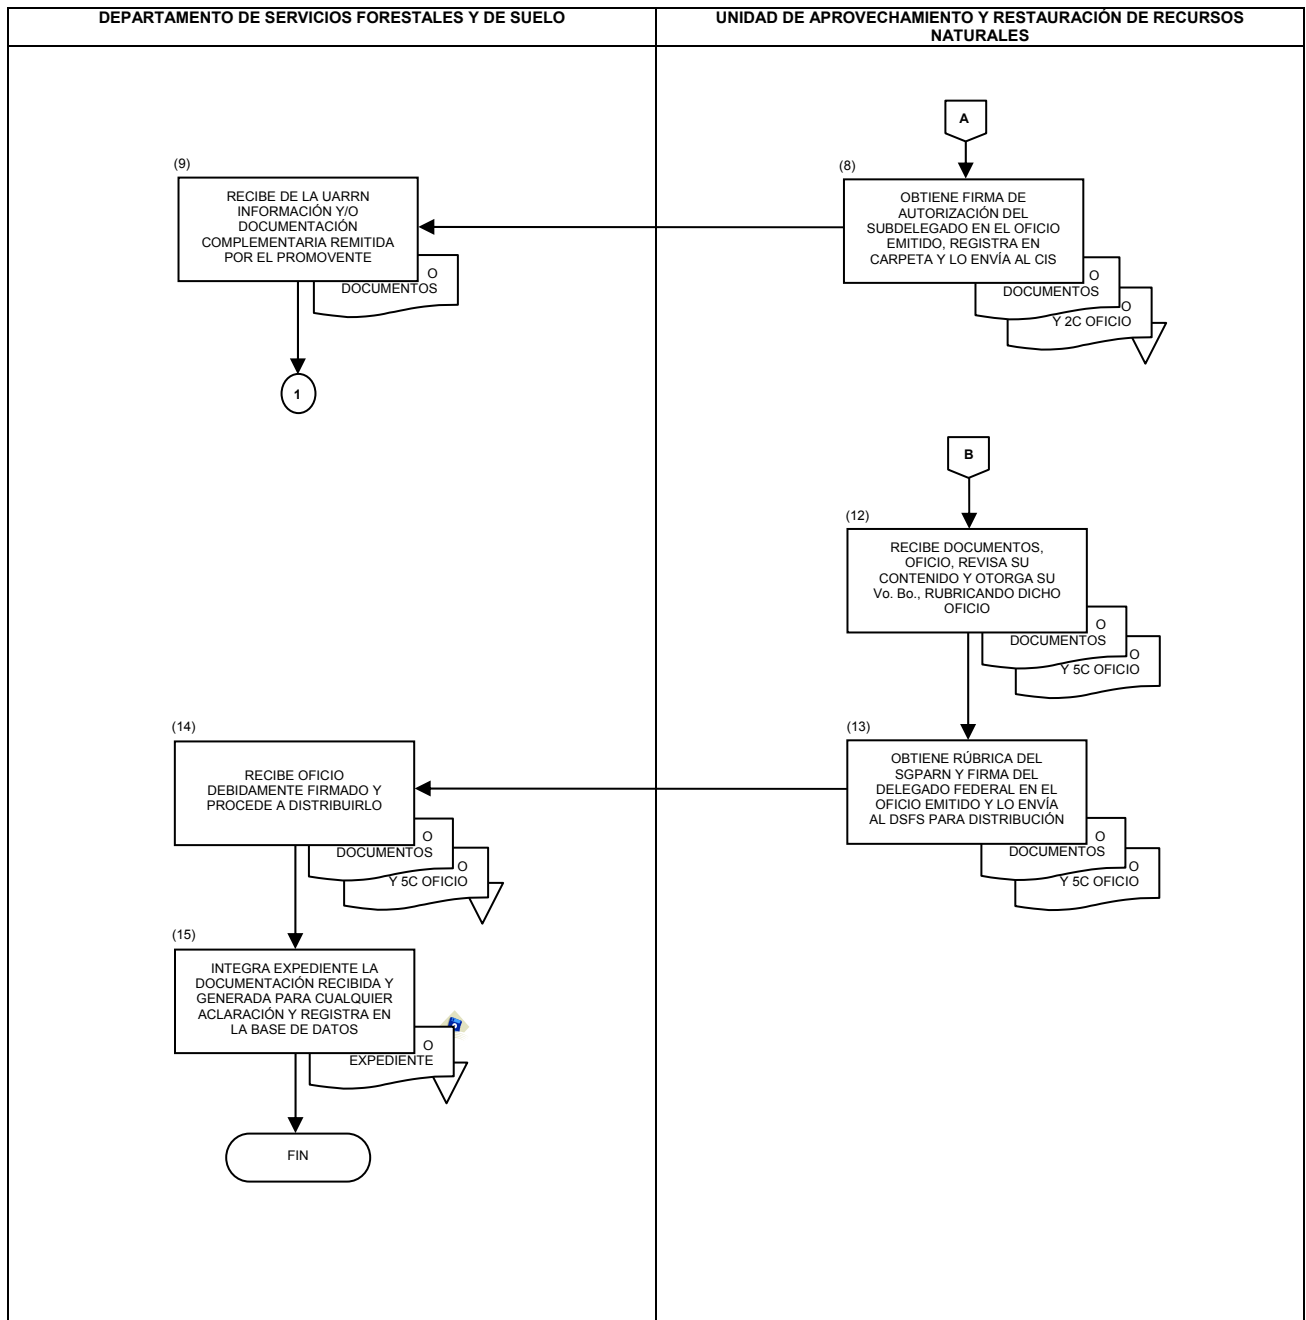 DEPARTAMENTO DE SERVICIOS FORESTALES Y DE SUELO
UNIDAD DE APROVECHAMIENTO Y RESTAURACIÓN DE RECURSOS
NATURALES
A
(8)
OBTIENE FIRMA DE
AUTORIZACIÓN DEL
SUBDELEGADO EN EL OFICIO
EMITIDO, REGISTRA EN
CARPETA Y LO ENVÍA AL CIS
O
DOCUMENTOS
O
Y 2C OFICIO
(9)
RECIBE DE LA UARRN
INFORMACIÓN Y/O
DOCUMENTACIÓN
COMPLEMENTARIA REMITIDA
POR EL PROMOVENTE
O
DOCUMENTOS
1
B
(12)
RECIBE DOCUMENTOS,
OFICIO, REVISA SU
CONTENIDO Y OTORGA SU
Vo. Bo., RUBRICANDO DICHO
OFICIO
O
DOCUMENTOS
O
Y 5C OFICIO
(13)
OBTIENE RÚBRICA DEL
SGPARN Y FIRMA DEL
DELEGADO FEDERAL EN EL
OFICIO EMITIDO Y LO ENVÍA
AL DSFS PARA DISTRIBUCIÓN
O
DOCUMENTOS
O
Y 5C OFICIO
(14)
RECIBE OFICIO
DEBIDAMENTE FIRMADO Y
PROCEDE A DISTRIBUIRLO
O
DOCUMENTOS
O
Y 5C OFICIO
(15)
INTEGRA EXPEDIENTE LA
DOCUMENTACIÓN RECIBIDA Y
GENERADA PARA CUALQUIER
ACLARACIÓN Y REGISTRA EN
LA BASE DE DATOS
O
EXPEDIENTE
FIN